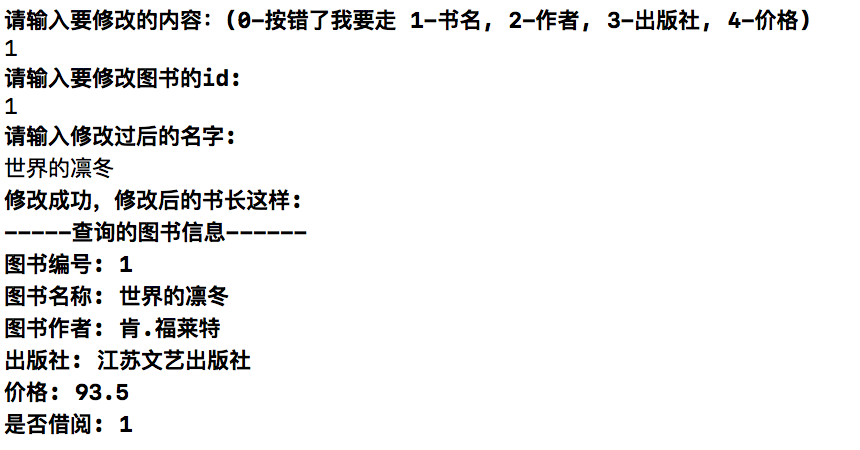 请输入要修改的内容:(0-按错了我要走 1-书名, 2-作者, 3-出版社, 4-价格)
1
请输入要修改图书的id:
1
请输入修改过后的名字:
世界的凛冬
修改成功，修改后的书长这样:
-----查询的图书信息------
图书编号: 1
图书名称: 世界的凛冬
图书作者: 肯.福莱特
出版社: 江苏文艺出版社
价格: 93.5
是否借阅: 1